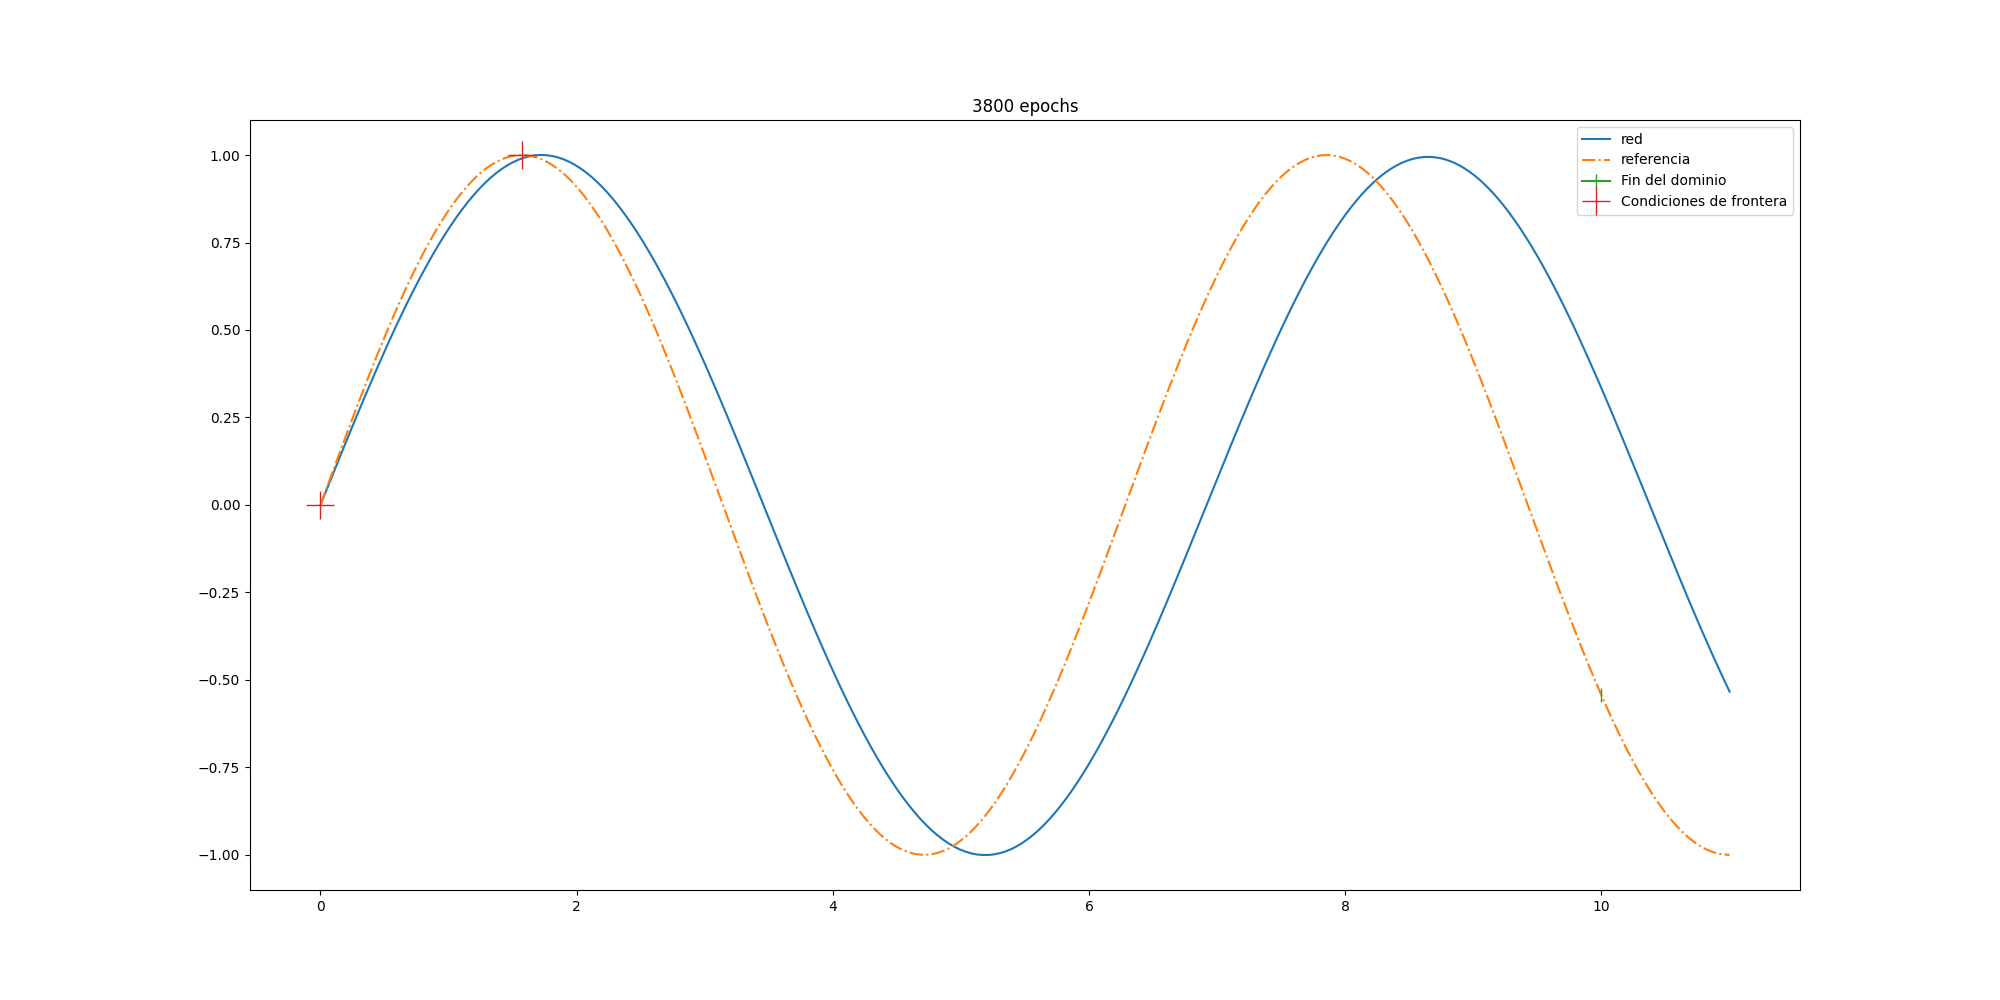 3800 epochs
red
referencia
Fin del dominio
Condiciones de frontera
1.00
0.75
0.50
0.25
0.00
−0.25
−0.50
−0.75
−1.00
0 2 4 6 8 10